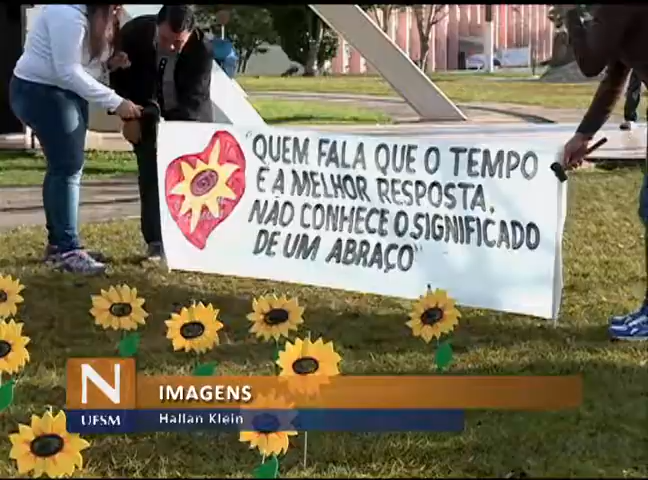 "QUEM FALA QUE O TEMPO
E A MELHOR RESPOSTA,
NÃO CONHECE O SIGNIFICADO
DE UM ABRAÇO"
N
UFSM
IMAGENS
Hallan Klein